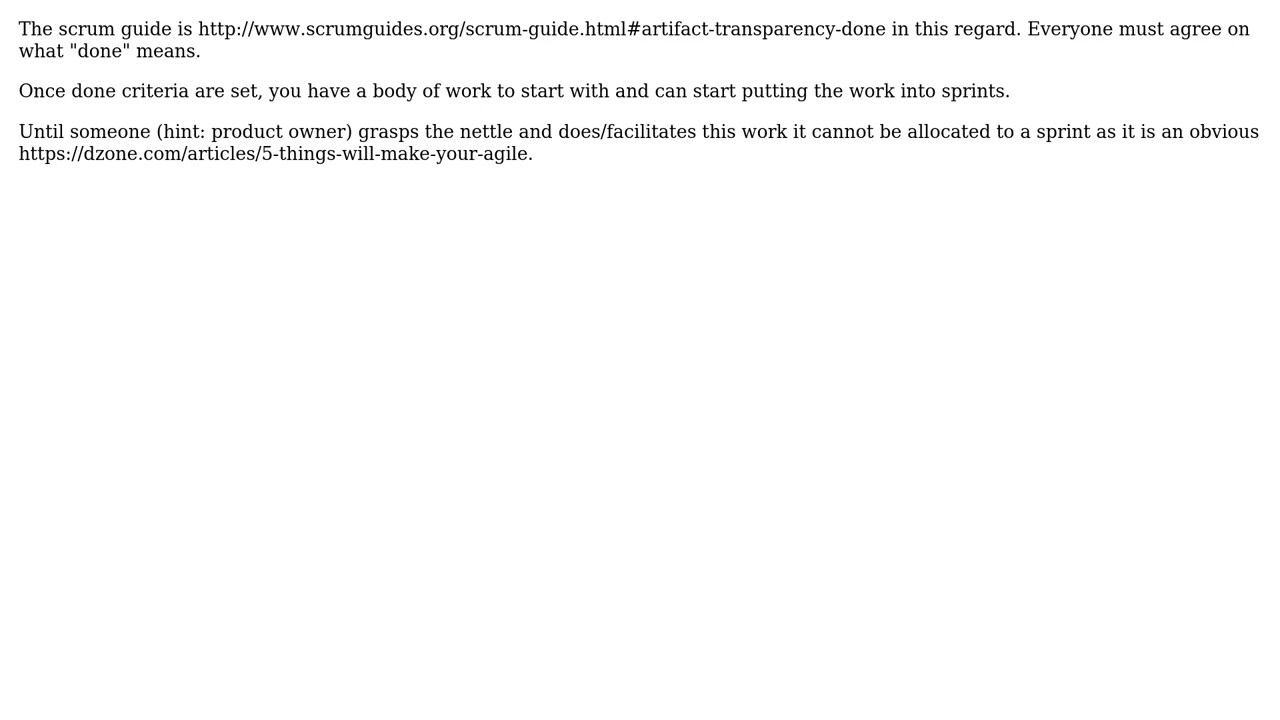 The scrum guide is http://www.scrumguides.org/scrum-guide.html#artifact-transparency-done in this regard. Everyone must agree on
what "done" means.
Once done criteria are set, you have a body of work to start with and can start putting the work into sprints.
Until someone (hint: product owner) grasps the nettle and does/facilitates this work it cannot be allocated to a sprint as it is an obvious
https://dzone.com/articles/5-things-will-make-your-agile.